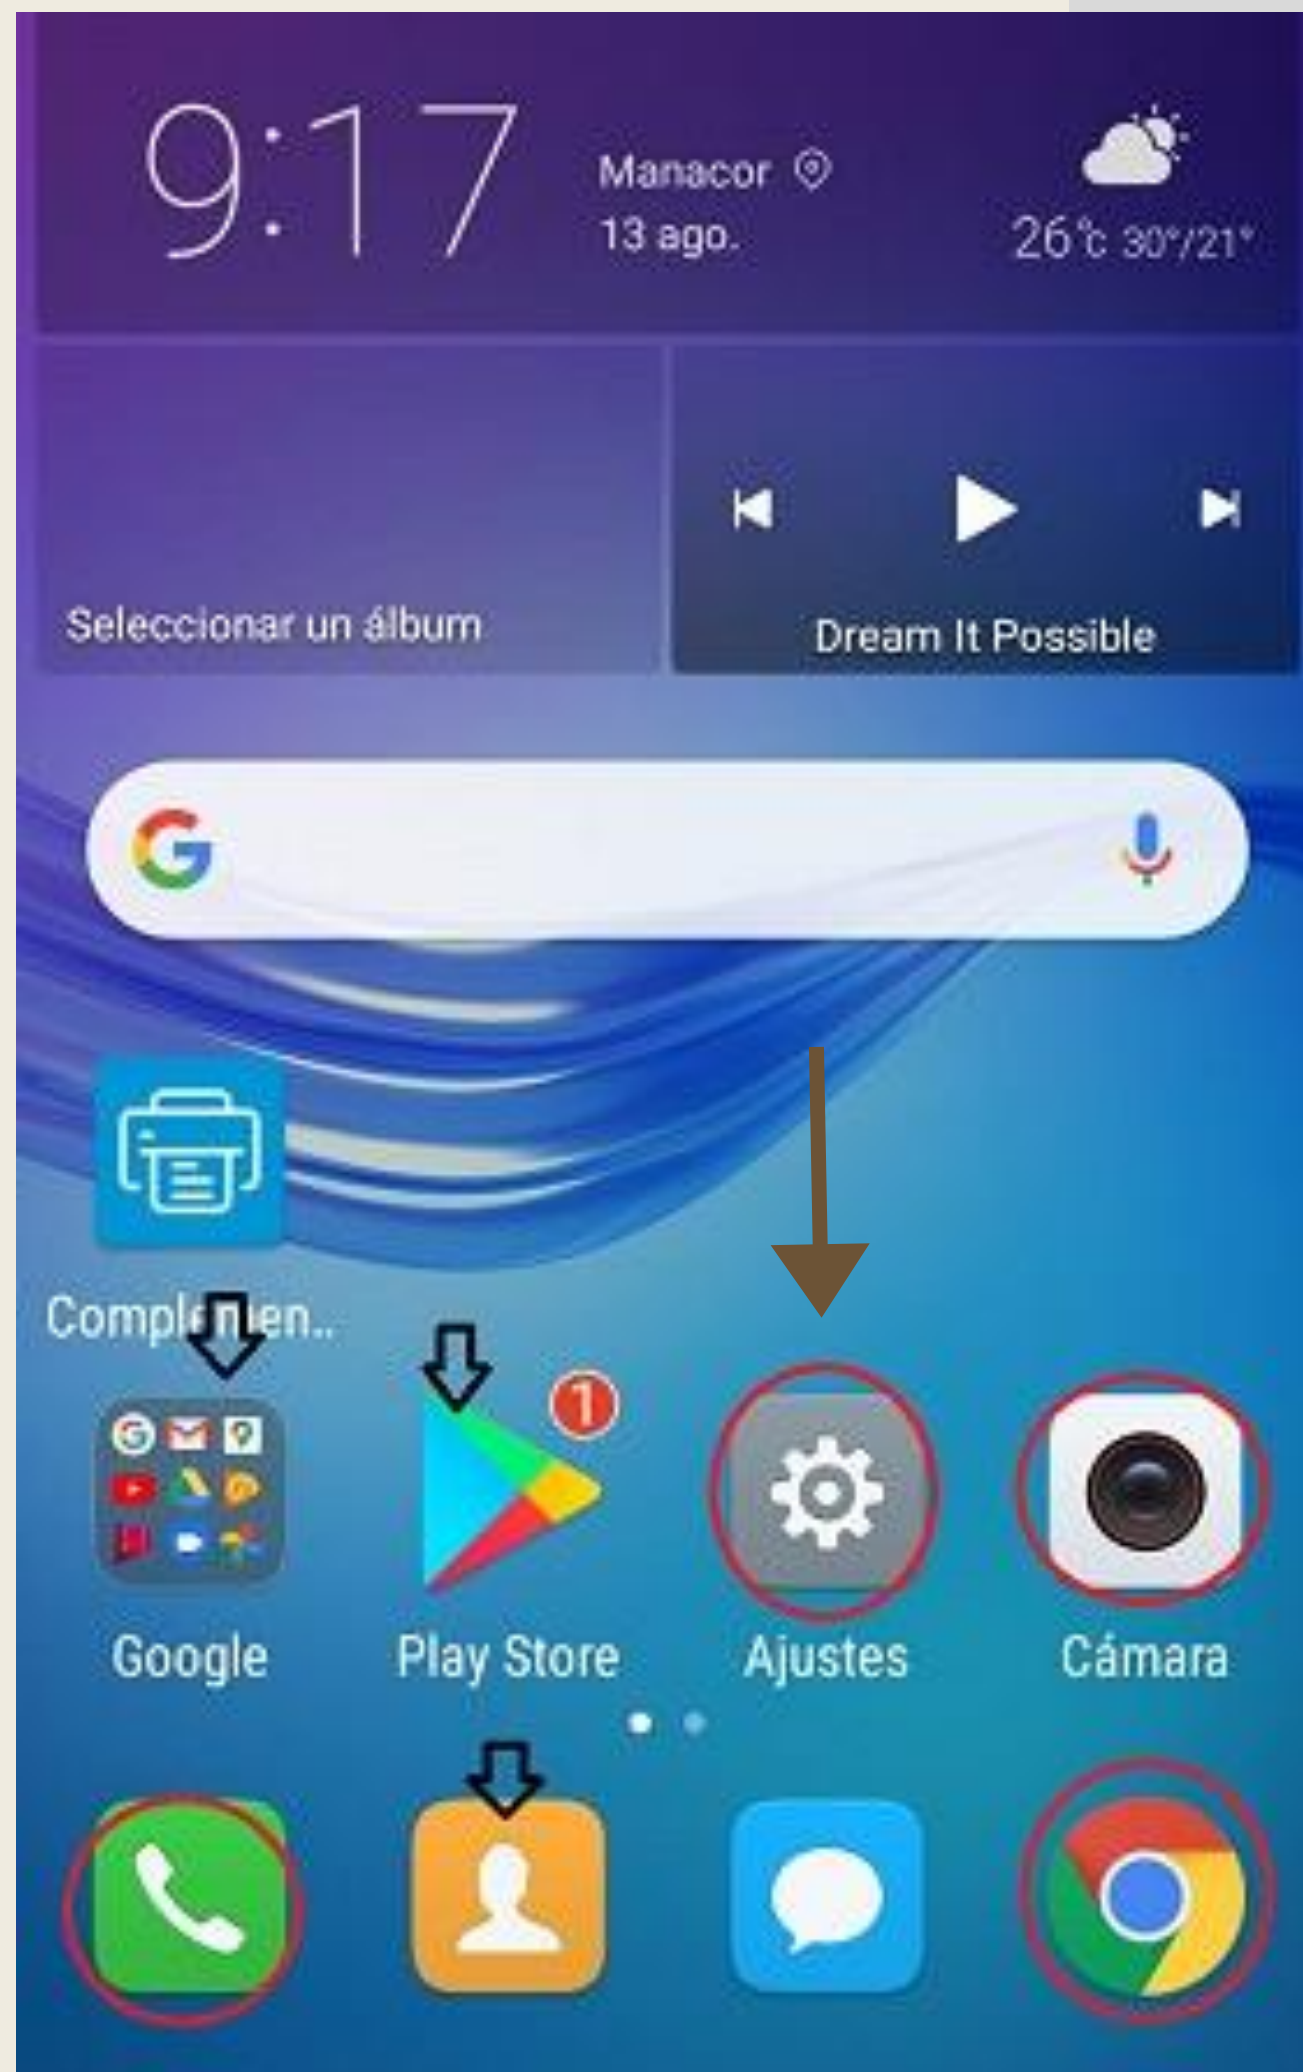 9:17
Manacor
13 ago.
26°c 30°/21°
Seleccionar un álbum
Dream It Possible
1
Google
Play Store
Ajustes
Cámara